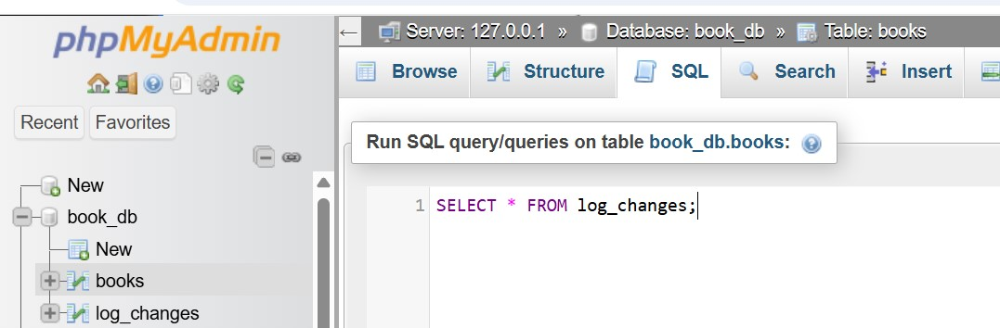 phpMyAdmin
Recent Favorites
New
book_db
New
books
log_changes
Server: 127.0.0.1 » Database: book_db » Table: books
Browse Structure SQL Search Insert
Run SQL query/queries on table book_db.books:
1 SELECT * FROM log_changes;